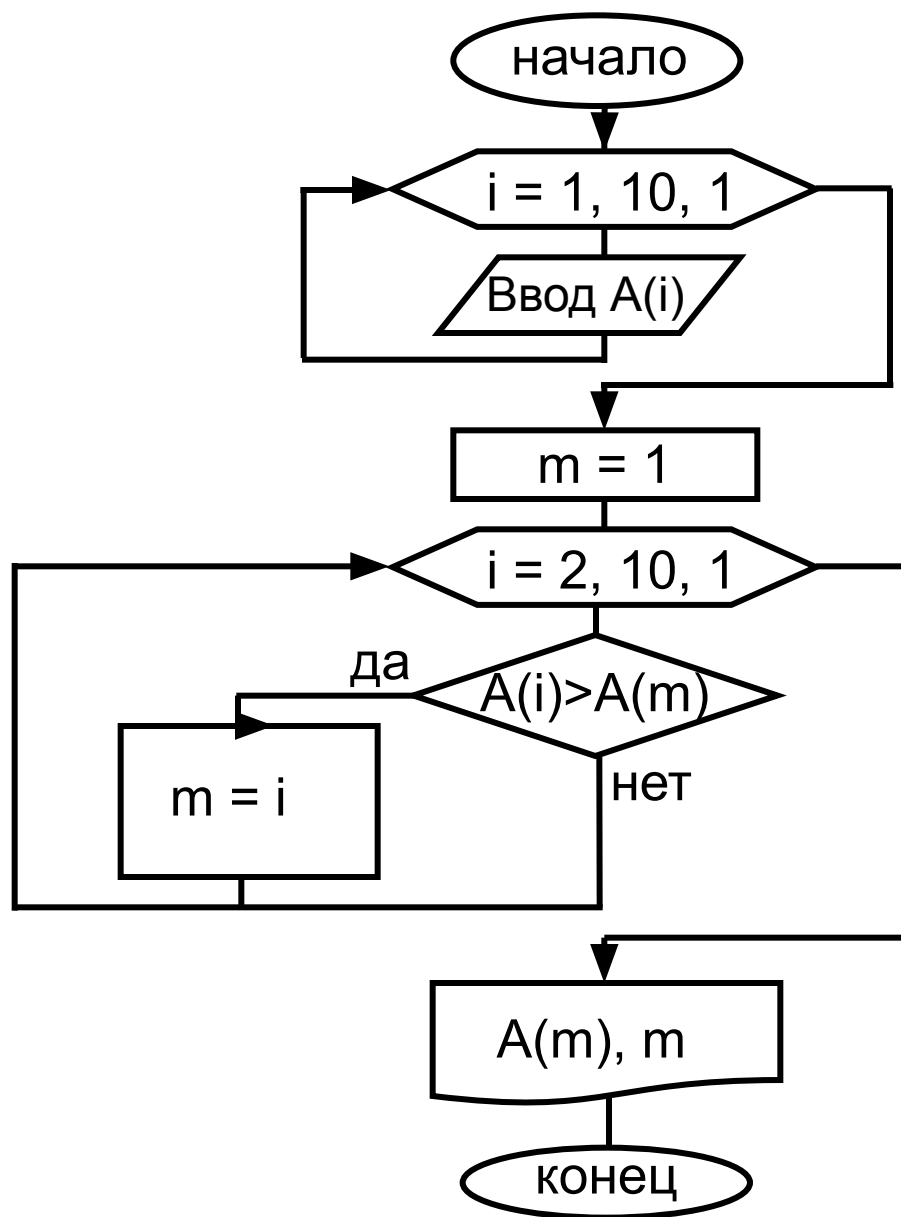 начало
i = 1, 10, 1
Ввод A(i)
m = 1
i = 2, 10, 1
да
A(i)>A(m)
нет
m = i
A(m), m
конец